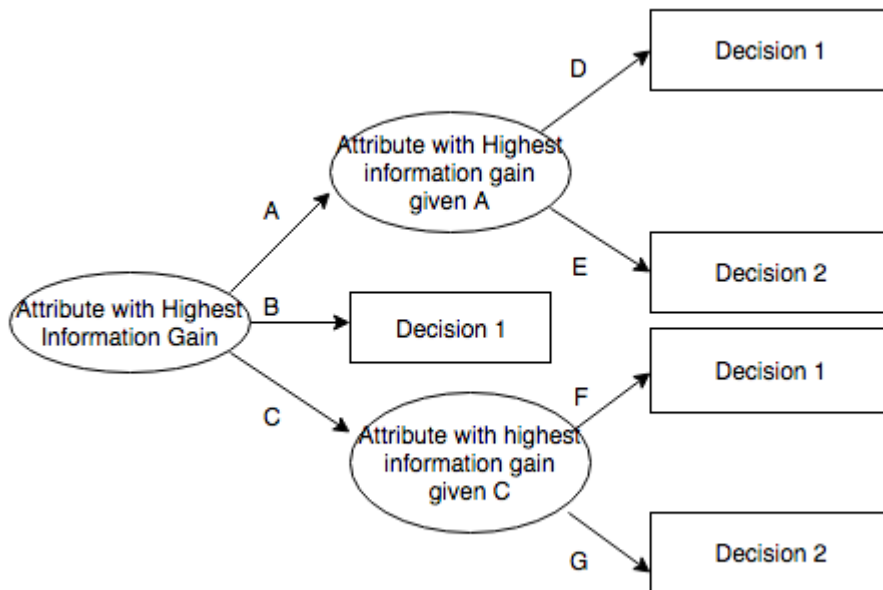 D
Decision 1
Attribute with Highest
information gain
given A
A
E
Decision 2
Attribute with Highest
Information Gain
B
Decision 1
Decision 1
F
C
Attribute with highest
information gain
given C
G
Decision 2